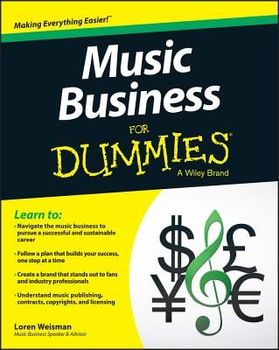 Making Everything Easier!™
Music
Business
FOR
DUMMIES®
A Wiley Brand
Learn to:
• Navigate the music business to
pursue a successful and sustainable
career
• Follow a plan that builds your success,
one step at a time
• Create a brand that stands out to fans
and industry professionals
• Understand music publishing,
contracts, copyrights, and licensing
$ £
¥ €
Loren Weisman
Music Business Speaker & Advisor